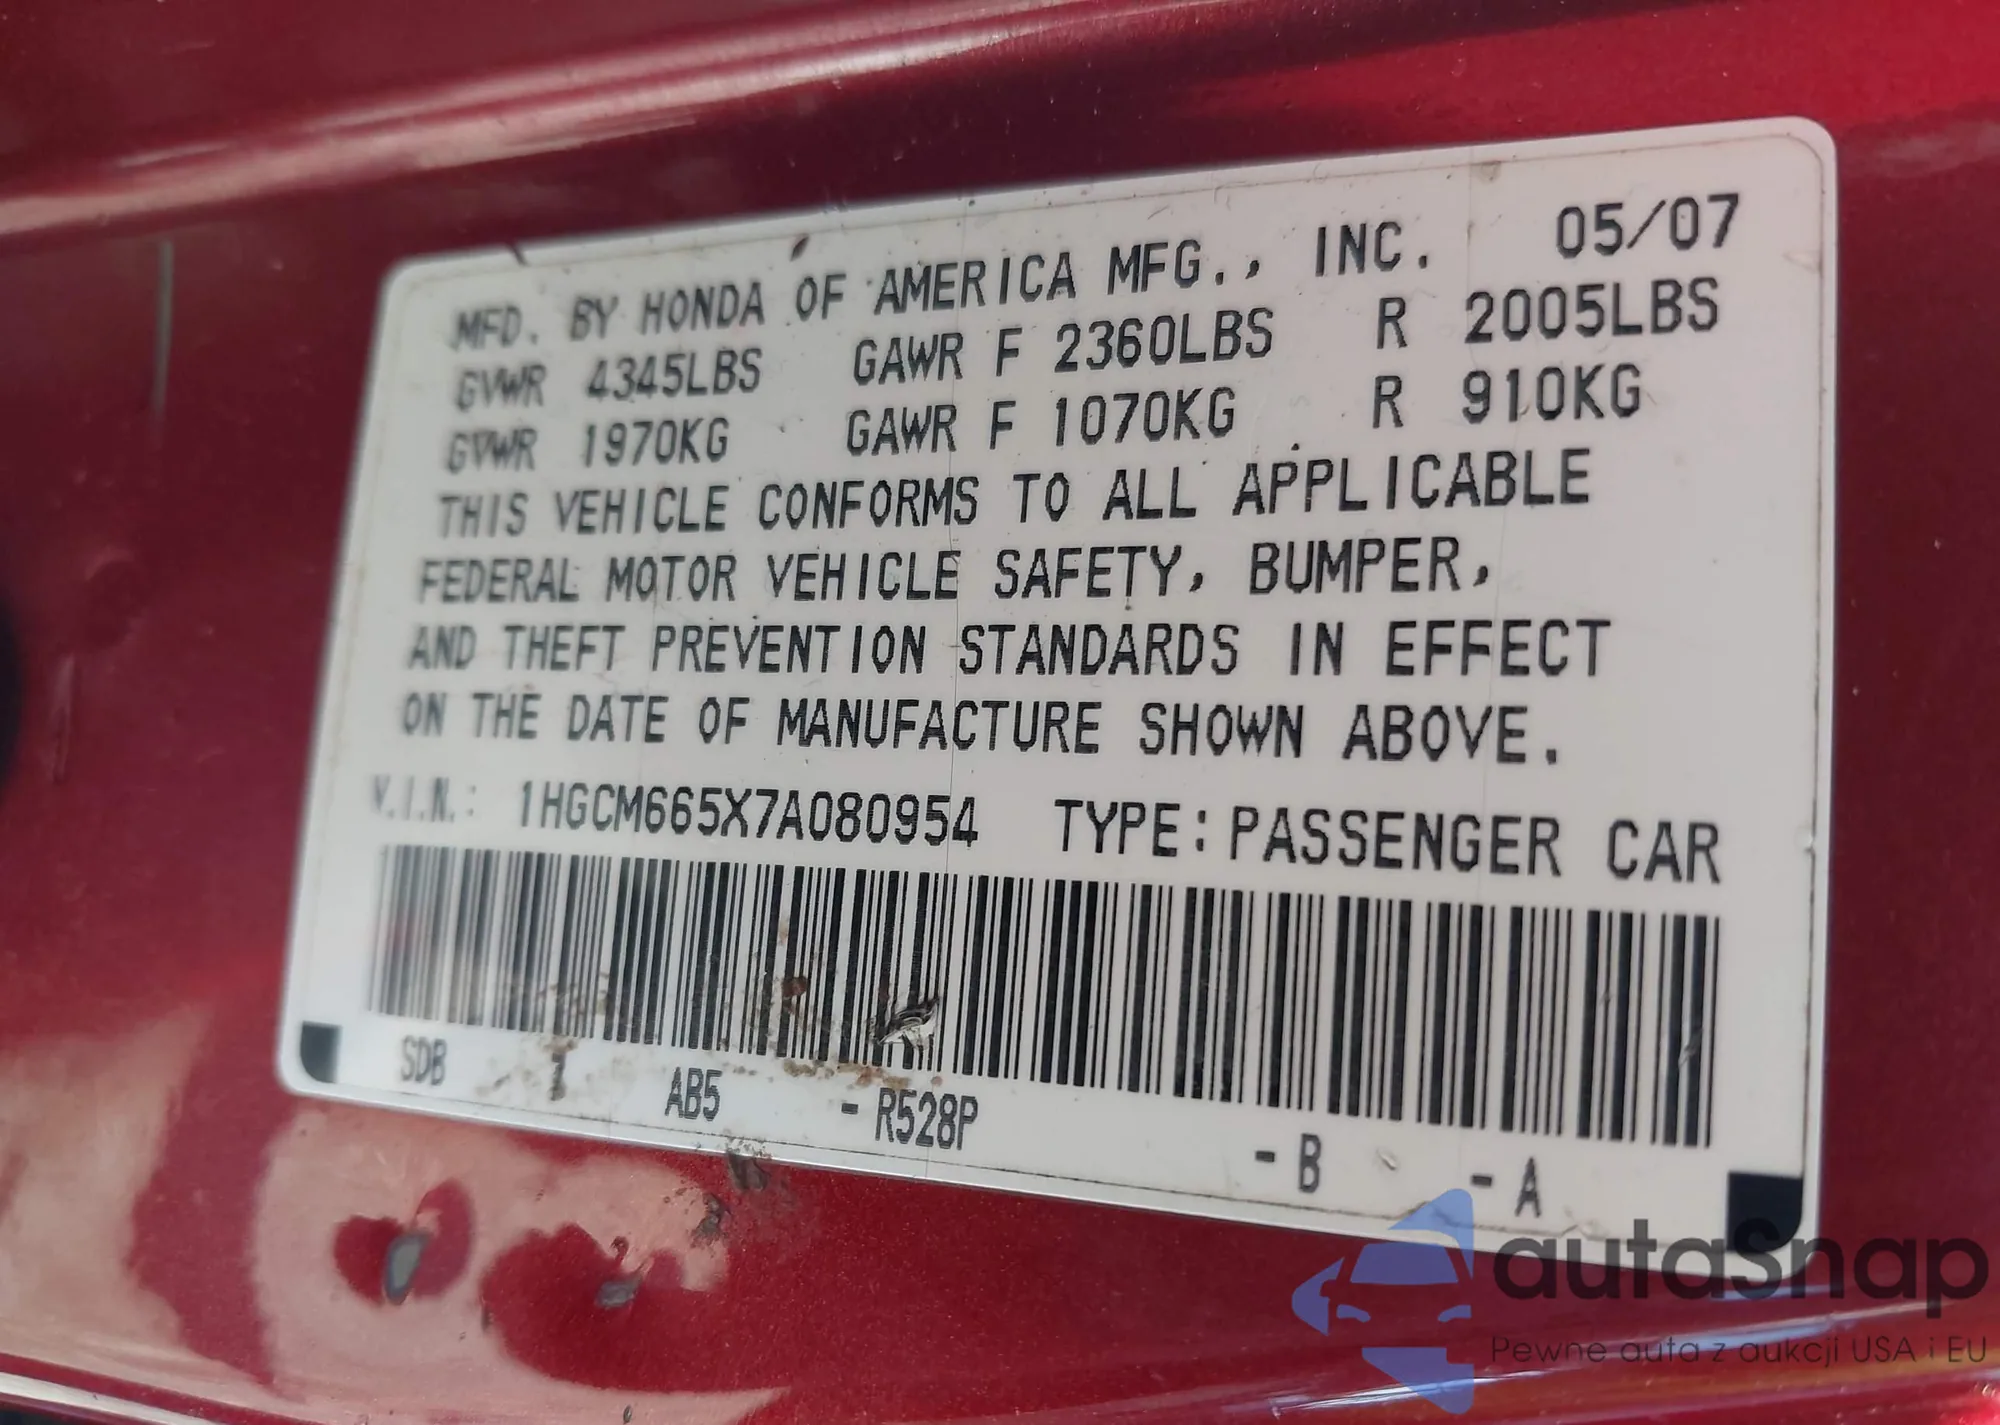 MFD. BY HONDA OF AMERICA MFG., INC. 05/07
GVWR 4345LBS GAWR F 2360LBS R 2005LBS
GVWR 1970KG GAWR F 1070KG R 910KG
THIS VEHICLE CONFORMS TO ALL APPLICABLE
FEDERAL MOTOR VEHICLE SAFETY, BUMPER,
AND THEFT PREVENTION STANDARDS IN EFFECT
ON THE DATE OF MANUFACTURE SHOWN ABOVE.
V.I.N.: 1HGCM665X7A080954 TYPE:PASSENGER CAR
SDB AB5 - R528P - B - A
autaSnap
Pewne auta z aukcji USA i EU